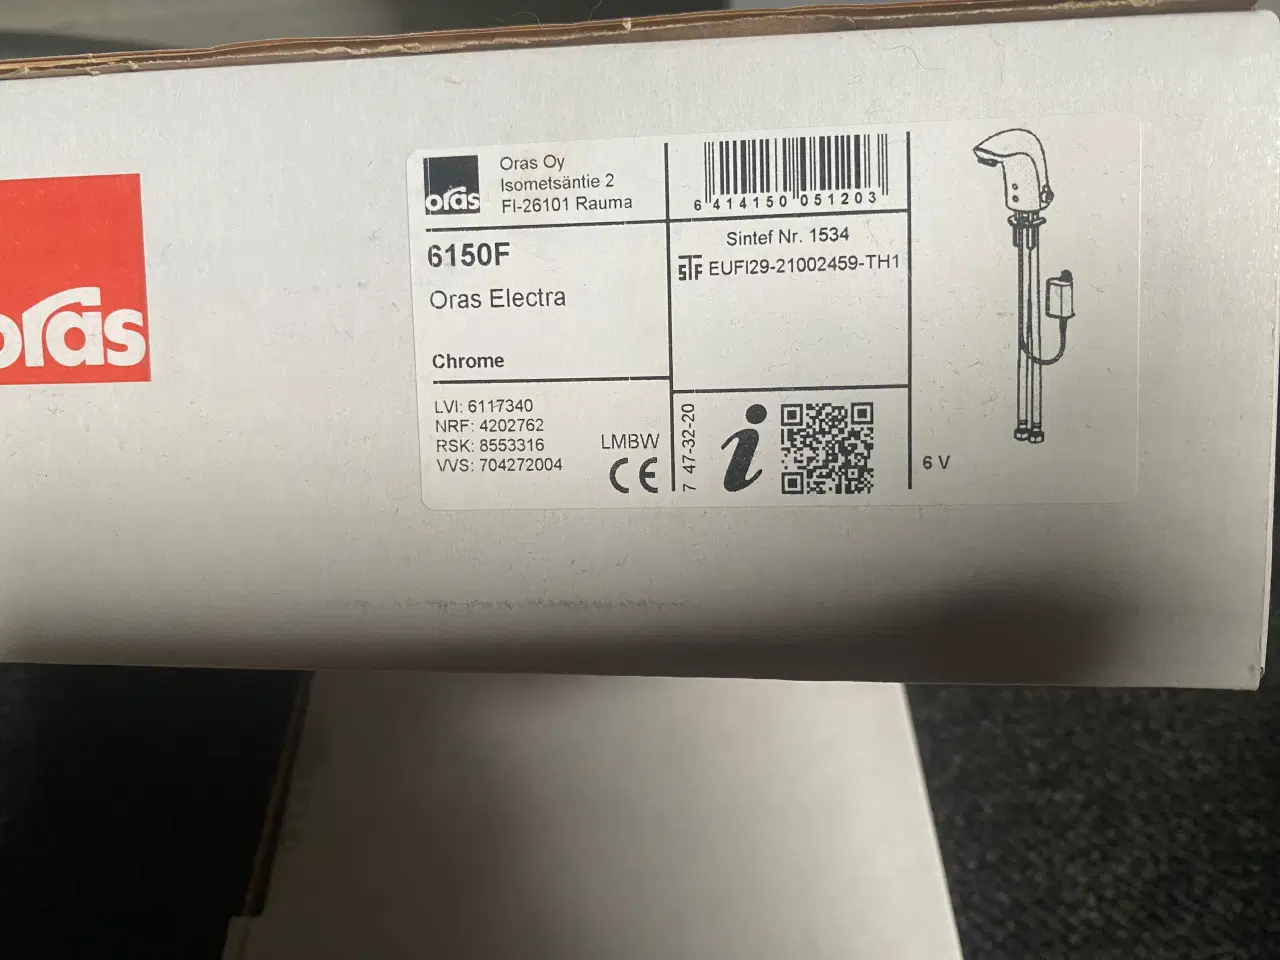 oras
oras
Oras Oy
Isometsäntie 2
FI-26101 Rauma
6150F
Oras Electra
Chrome
LVI: 6117340
NRF: 4202762
RSK: 8553316
VVS: 704272004
LMBW
CE
6 414150 051203
Sintef Nr. 1534
STF EUFI29-21002459-TH1
7 47-32-20
i
6 V